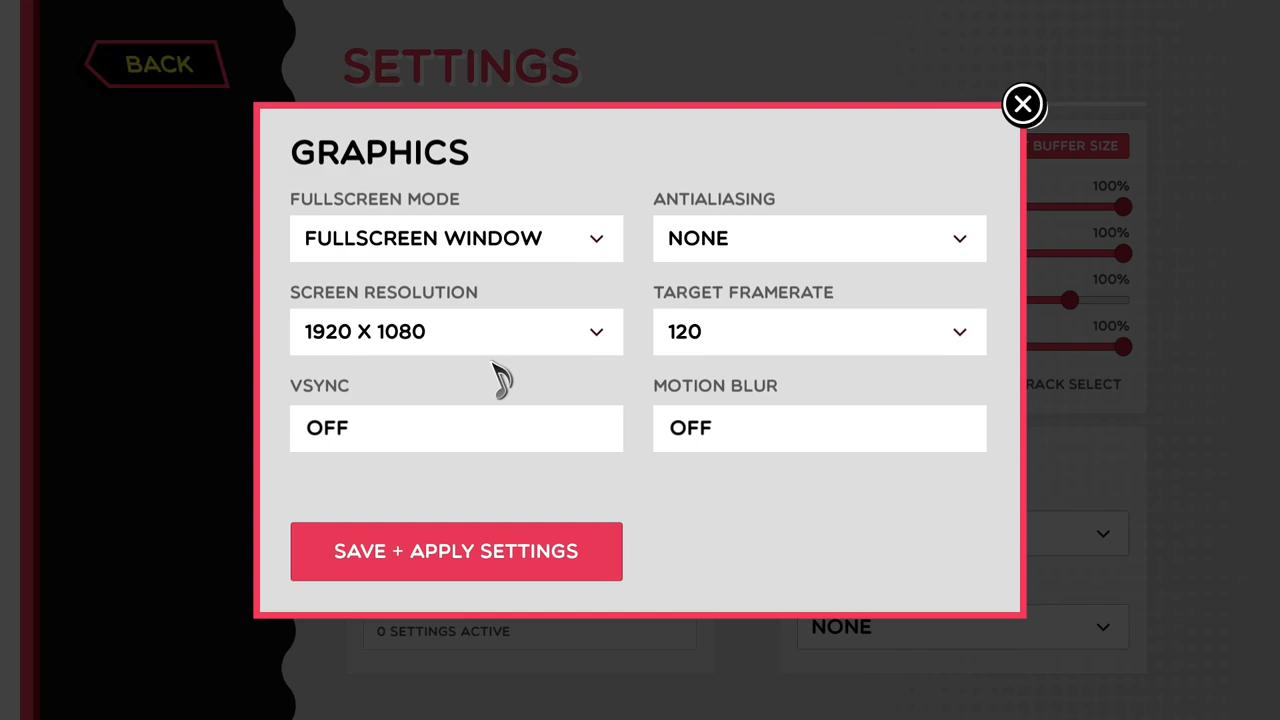 BACK
SETTINGS
GRAPHICS
FULLSCREEN MODE
FULLSCREEN WINDOW
ANTIALIASING
NONE
SCREEN RESOLUTION
1920 X 1080
TARGET FRAMERATE
120
VSYNC
OFF
MOTION BLUR
OFF
SAVE + APPLY SETTINGS
BUFFER SIZE
100%
100%
100%
100%
SELECT
0 SETTINGS ACTIVE
NONE